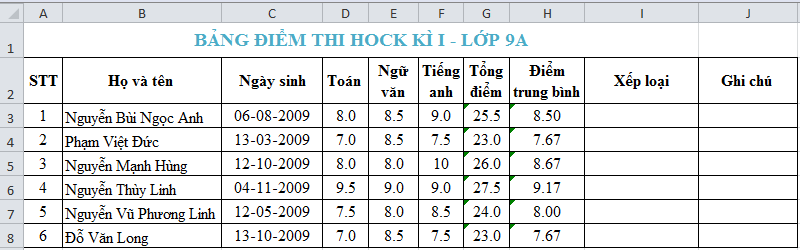 A B C D E F G H I J
1 BẢNG ĐIỂM THI HOCK KÌ I - LỚP 9A
2 STT Họ và tên Ngày sinh Toán Ngữ văn Tiếng anh Tổng điểm Điểm trung bình Xếp loại Ghi chú
3 1 Nguyễn Bùi Ngọc Anh 06-08-2009 8.0 8.5 9.0 25.5 8.50
4 2 Phạm Việt Đức 13-03-2009 7.0 8.5 7.5 23.0 7.67
5 3 Nguyễn Mạnh Hùng 12-10-2009 8.0 8.0 10 26.0 8.67
6 4 Nguyễn Thùy Linh 04-11-2009 9.5 9.0 9.0 27.5 9.17
7 5 Nguyễn Vũ Phương Linh 12-05-2009 7.5 8.0 8.5 24.0 8.00
8 6 Đỗ Văn Long 13-10-2009 7.0 8.5 7.5 23.0 7.67